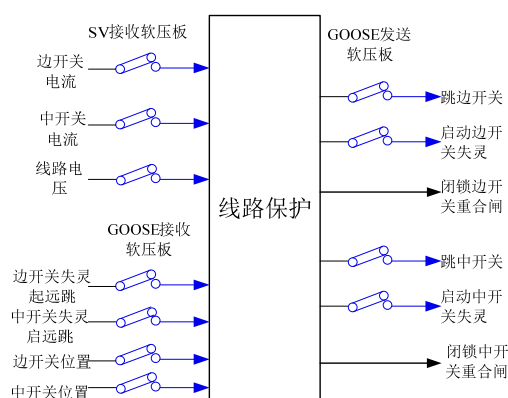 SV接收软压板
边开关
电流
中开关
电流
线路电
压
GOOSE接收
软压板
边开关失灵
起远跳
中开关失灵
启远跳
边开关位置
中开关位置
线路保护
GOOSE发送
软压板
跳边开关
启动边开
关失灵
闭锁边开
关重合闸
跳中开关
启动中开
关失灵
闭锁中开
关重合闸